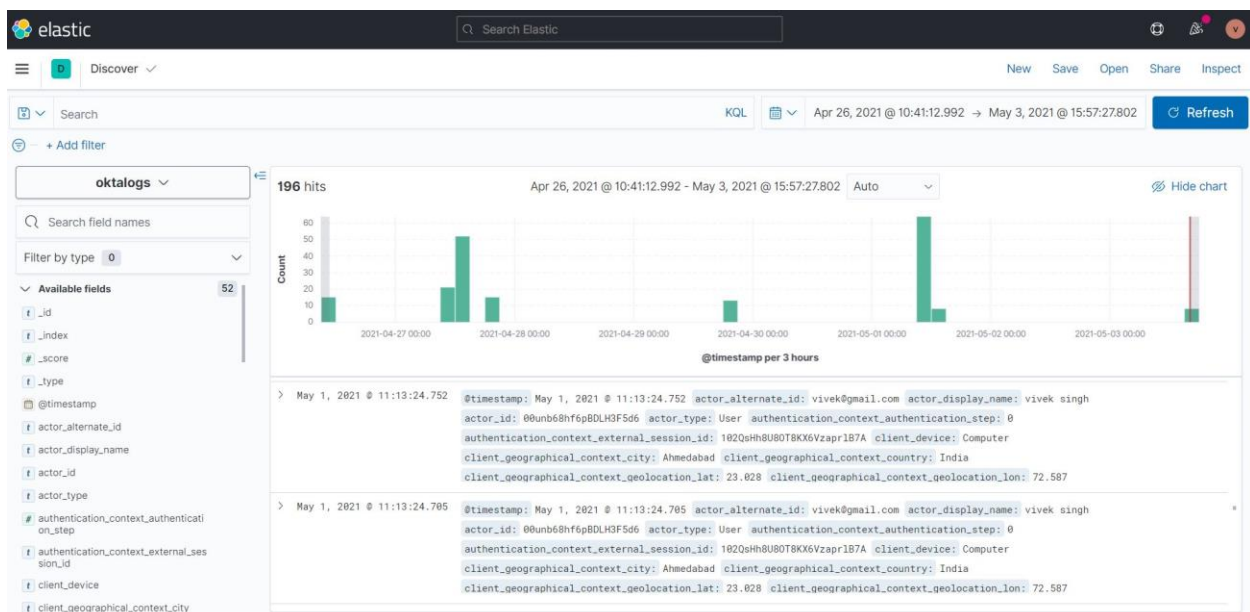 elastic
Search Elastic
v
D Discover
New Save Open Share Inspect
Search KQL Apr 26, 2021 @ 10:41:12.992 → May 3, 2021 @ 15:57:27.802 Refresh
+ Add filter
oktalogs
Search field names
Filter by type 0
Available fields 52
t _id
t _index
# _score
t _type
@timestamp
t actor_alternate_id
t actor_display_name
t actor_id
t actor_type
# authentication_context_authenticati
on_step
t authentication_context_external_ses
sion_id
t client_device
t client_geographical_context_city
196 hits
Apr 26, 2021 @ 10:41:12.992 - May 3, 2021 @ 15:57:27.802 Auto
Hide chart
Count
60
50
40
30
20
10
0
2021-04-27 00:00 2021-04-28 00:00 2021-04-29 00:00 2021-04-30 00:00 2021-05-01 00:00 2021-05-02 00:00 2021-05-03 00:00
@timestamp per 3 hours
May 1, 2021 @ 11:13:24.752 @timestamp: May 1, 2021 @ 11:13:24.752 actor_alternate_id: vivek@gmail.com actor_display_name: vivek singh
actor_id: 00unb68hf6pBDLH3F5d6 actor_type: User authentication_context_authentication_step: 0
authentication_context_external_session_id: 102QsHh8U8OT8KX6Vzaprl87A client_device: Computer
client_geographical_context_city: Ahmedabad client_geographical_context_country: India
client_geographical_context_geolocation_lat: 23.028 client_geographical_context_geolocation_lon: 72.587
May 1, 2021 @ 11:13:24.705 @timestamp: May 1, 2021 @ 11:13:24.705 actor_alternate_id: vivek@gmail.com actor_display_name: vivek singh
actor_id: 00unb68hf6pBDLH3F5d6 actor_type: User authentication_context_authentication_step: 0
authentication_context_external_session_id: 102QsHh8U8OT8KX6Vzaprl87A client_device: Computer
client_geographical_context_city: Ahmedabad client_geographical_context_country: India
client_geographical_context_geolocation_lat: 23.028 client_geographical_context_geolocation_lon: 72.587